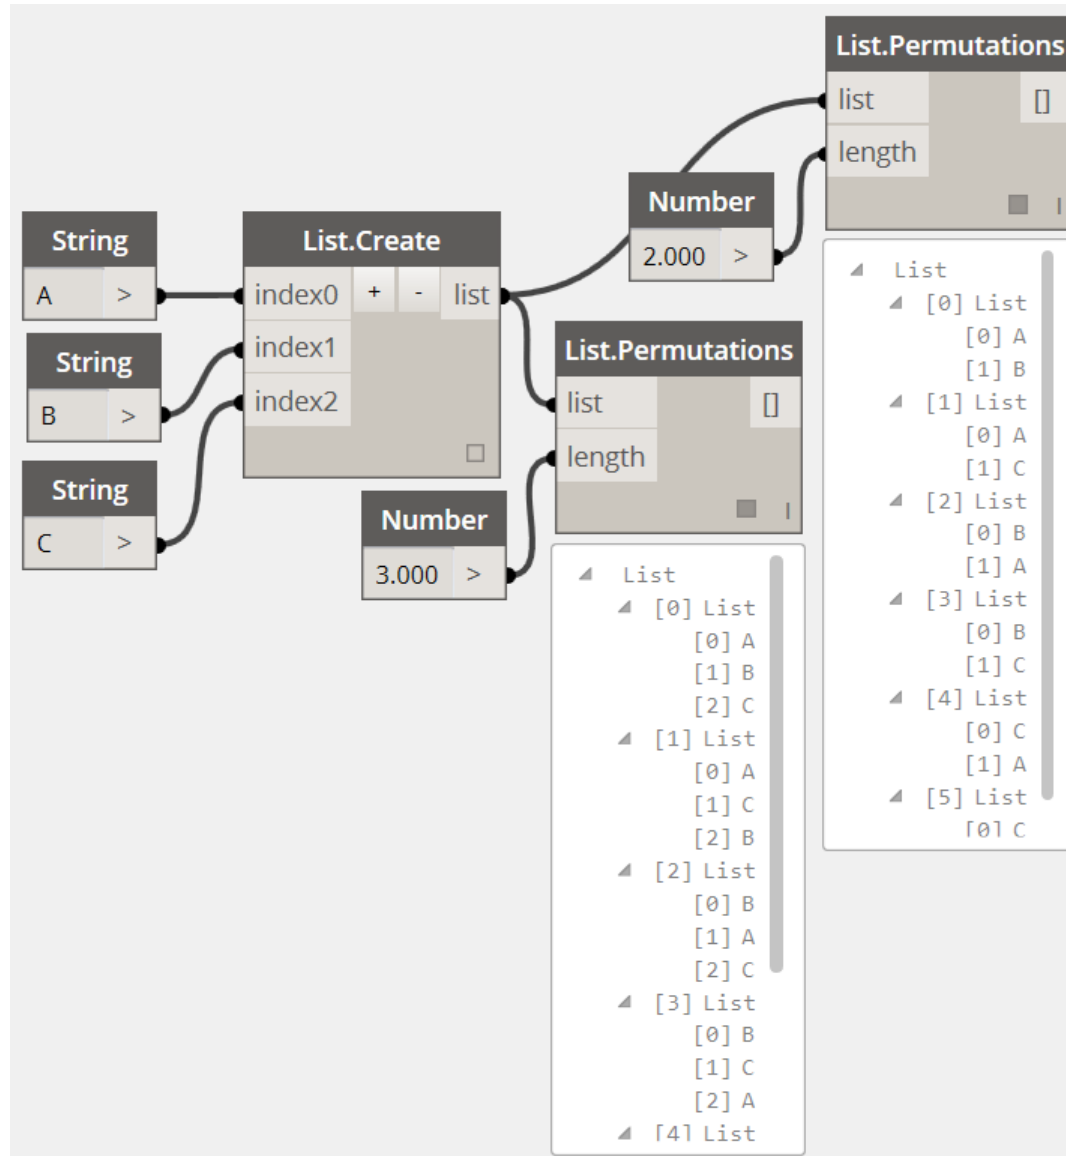 String
A >
String
B >
String
C >
List.Create
index0 + - list
index1
index2
Number
2.000 >
Number
3.000 >
List.Permutations
list []
length
l
List
[0] List
[0] A
[1] B
[2] C
[1] List
[0] A
[1] C
[2] B
[2] List
[0] B
[1] A
[2] C
[3] List
[0] B
[1] C
[2] A
[4] List
List.Permutations
list []
length
l
List
[0] List
[0] A
[1] B
[1] List
[0] A
[1] C
[2] List
[0] B
[1] A
[3] List
[0] B
[1] C
[4] List
[0] C
[1] A
[5] List
[0] C